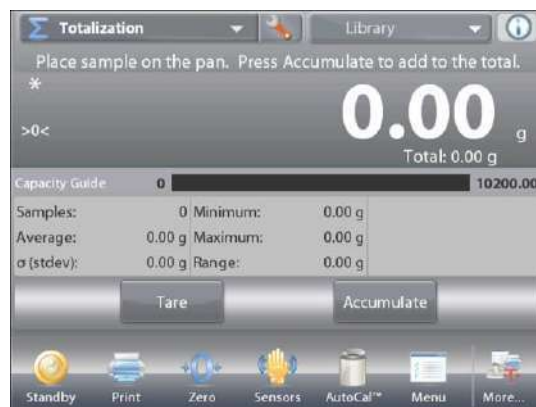 Σ Totalization Library
Place sample on the pan. Press Accumulate to add to the total.
*
0.00 g
>0<
Total: 0.00 g
Capacity Guide 0 10200.00
Samples: 0 Minimum: 0.00 g
Average: 0.00 g Maximum: 0.00 g
σ (stdev): 0.00 g Range: 0.00 g
Tare Accumulate
Standby Print Zero Sensors AutoCal™ Menu More...